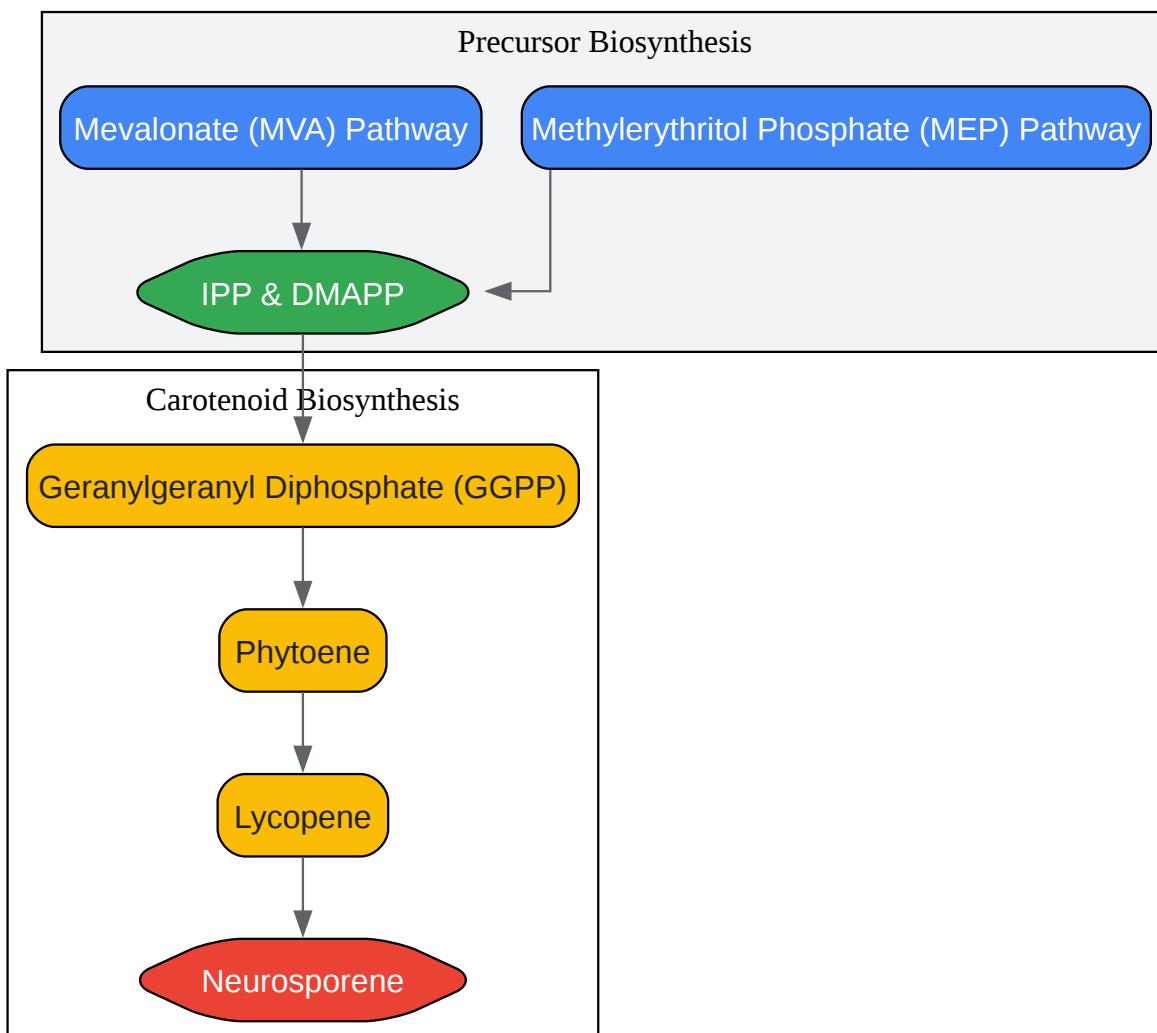 Precursor Biosynthesis
Mevalonate (MVA) Pathway
Methylerythritol Phosphate (MEP) Pathway
IPP & DMAPP
Carotenoid Biosynthesis
Geranylgeranyl Diphosphate (GGPP)
Phytoene
Lycopene
Neurosporene